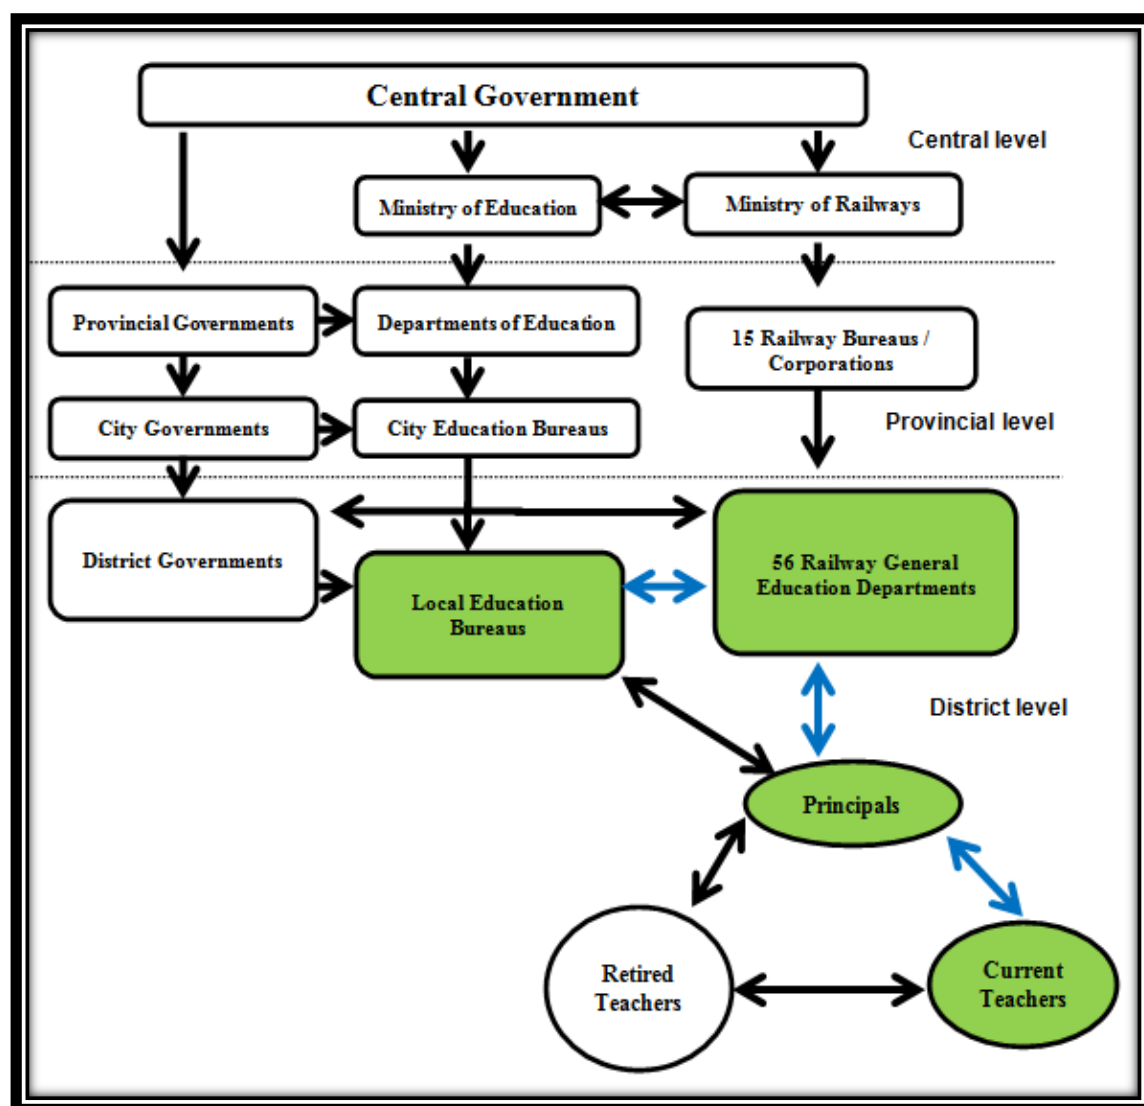 Central Government
Central level
Ministry of Education
Ministry of Railways
Provincial Governments
Departments of Education
15 Railway Bureaus /
Corporations
City Governments
City Education Bureaus
Provincial level
District Governments
Local Education
Bureaus
56 Railway General
Education Departments
District level
Principals
Retired
Teachers
Current
Teachers